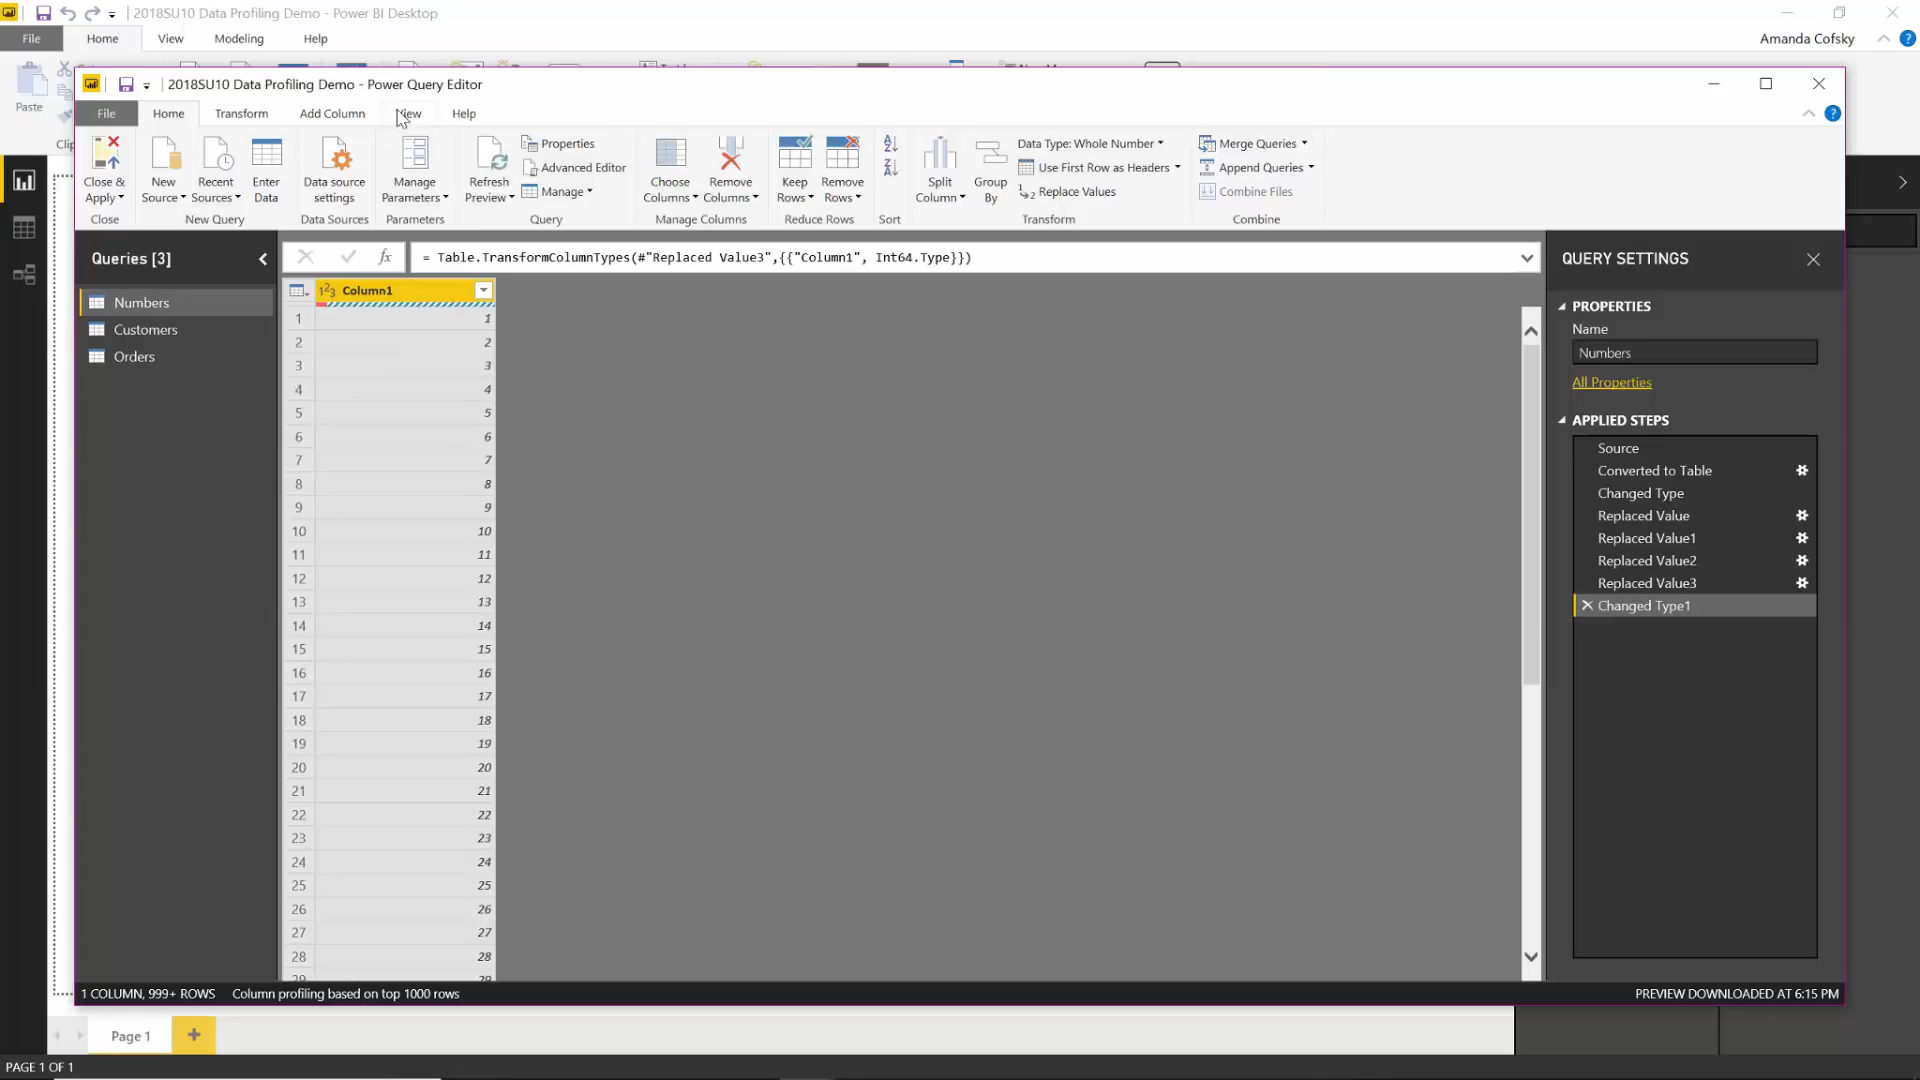 2018SU10 Data Profiling Demo - Power BI Desktop
File Home View Modeling Help Amanda Cofsky
Paste
2018SU10 Data Profiling Demo - Power Query Editor
File Home Transform Add Column View Help
Close & Apply
Close
New Source
Recent Sources
Enter Data
New Query
Data source settings
Data Sources
Manage Parameters
Parameters
Refresh Preview
Properties
Advanced Editor
Manage
Query
Choose Columns
Remove Columns
Manage Columns
Keep Rows
Remove Rows
Reduce Rows
Sort
Split Column
Group By
Data Type: Whole Number
Use First Row as Headers
Replace Values
Transform
Merge Queries
Append Queries
Combine Files
Combine
Queries [3]
Numbers
Customers
Orders
fx = Table.TransformColumnTypes(#"Replaced Value3",{{"Column1", Int64.Type}})
123 Column1
1 1
2 2
3 3
4 4
5 5
6 6
7 7
8 8
9 9
10 10
11 11
12 12
13 13
14 14
15 15
16 16
17 17
18 18
19 19
20 20
21 21
22 22
23 23
24 24
25 25
26 26
27 27
28 28
29 29
QUERY SETTINGS
PROPERTIES
Name
Numbers
All Properties
APPLIED STEPS
Source
Converted to Table
Changed Type
Replaced Value
Replaced Value1
Replaced Value2
Replaced Value3
Changed Type1
1 COLUMN, 999+ ROWS Column profiling based on top 1000 rows
PREVIEW DOWNLOADED AT 6:15 PM
Page 1
PAGE 1 OF 1